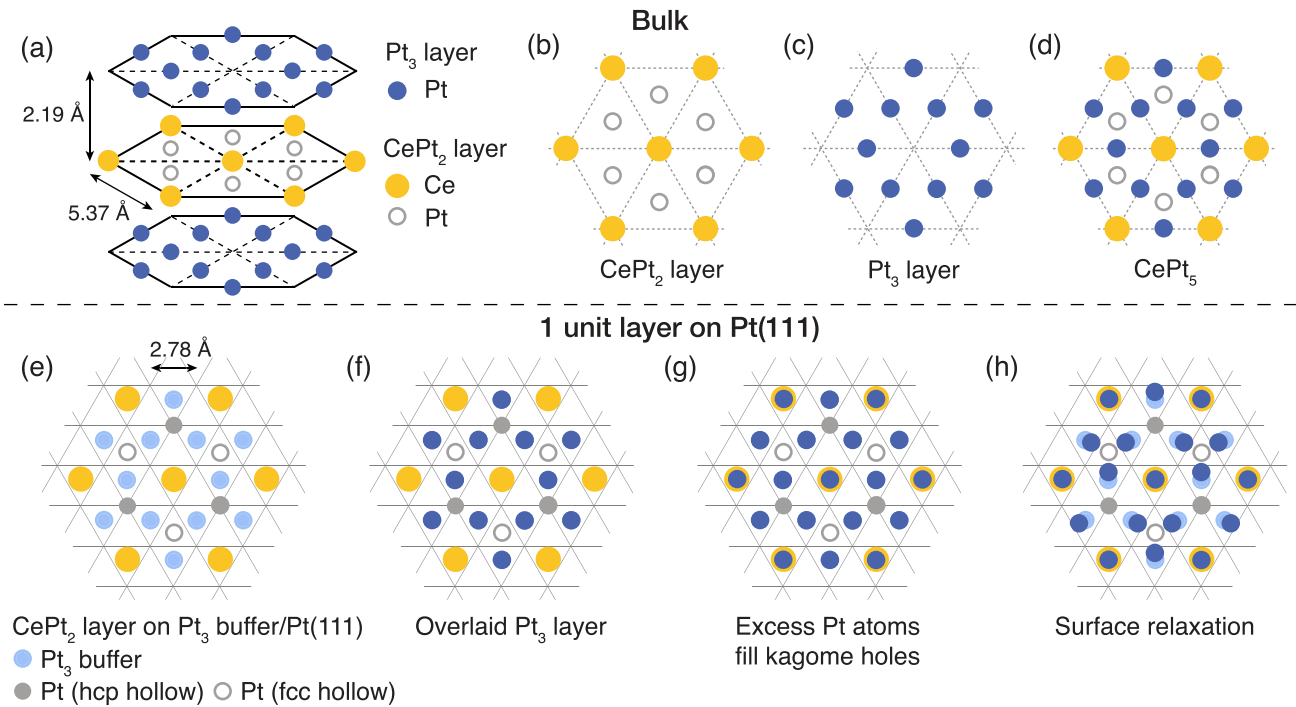 Bulk
(a)
2.19 Å
5.37 Å
Pt₃ layer
Pt
CePt₂ layer
Ce
Pt
(b)
CePt₂ layer
(c)
Pt₃ layer
(d)
CePt₅
1 unit layer on Pt(111)
(e)
2.78 Å
CePt₂ layer on Pt₃ buffer/Pt(111)
Pt₃ buffer
Pt (hcp hollow) Pt (fcc hollow)
(f)
Overlaid Pt₃ layer
(g)
Excess Pt atoms
fill kagome holes
(h)
Surface relaxation